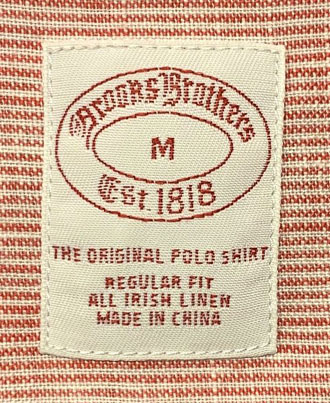 Brooks Brothers
M
Est. 1818
THE ORIGINAL POLO SHIRT
REGULAR FIT
ALL IRISH LINEN
MADE IN CHINA